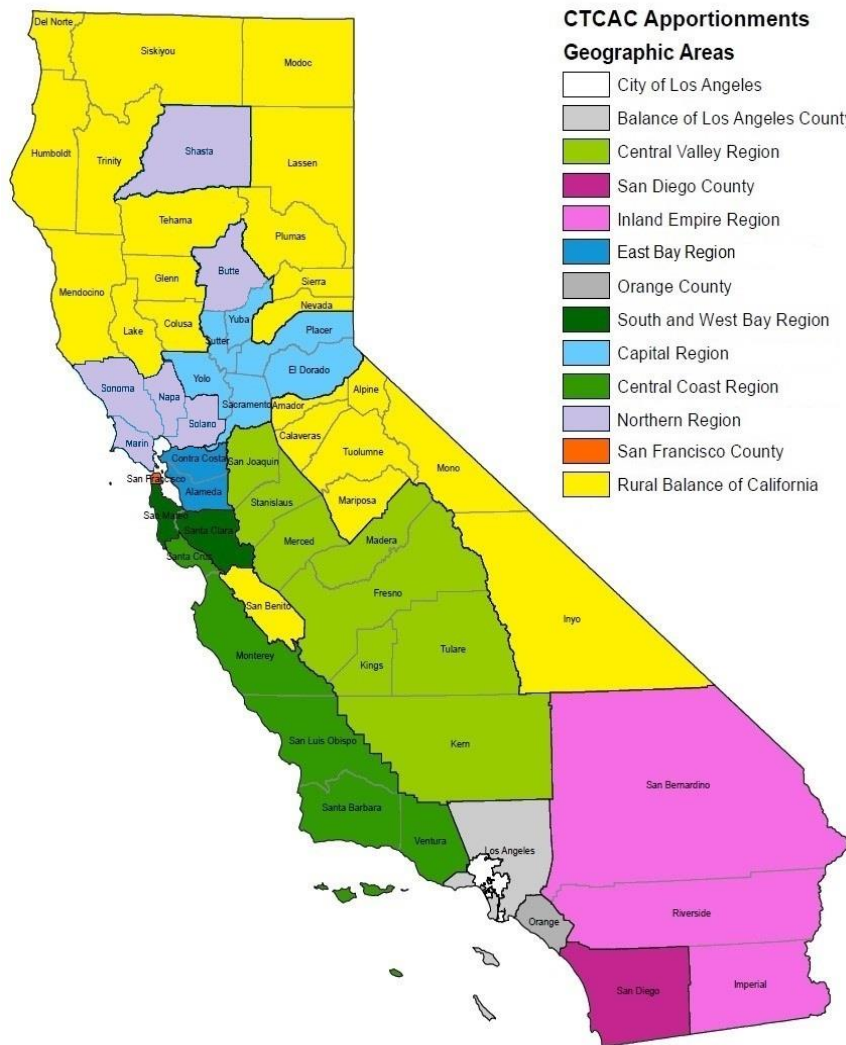 CTCAC Apportionments
Geographic Areas
City of Los Angeles
Balance of Los Angeles County
Central Valley Region
San Diego County
Inland Empire Region
East Bay Region
Orange County
South and West Bay Region
Capital Region
Central Coast Region
Northern Region
San Francisco County
Rural Balance of California
Del Norte
Siskiyou
Modoc
Humboldt
Trinity
Shasta
Lassen
Tehama
Plumas
Mendocino
Glenn
Butte
Sierra
Nevada
Lake
Colusa
Yuba
Sutter
Placer
El Dorado
Sonoma
Napa
Yolo
Sacramento
Solano
Marin
Amador
Alpine
Calaveras
Tuolumne
Mono
Contra Costa
San Joaquin
San Francisco
Alameda
Stanislaus
Mariposa
San Mateo
Santa Clara
Merced
Madera
Santa Cruz
San Benito
Fresno
Inyo
Monterey
Kings
Tulare
San Luis Obispo
Kern
Santa Barbara
Ventura
Los Angeles
San Bernardino
Orange
Riverside
San Diego
Imperial